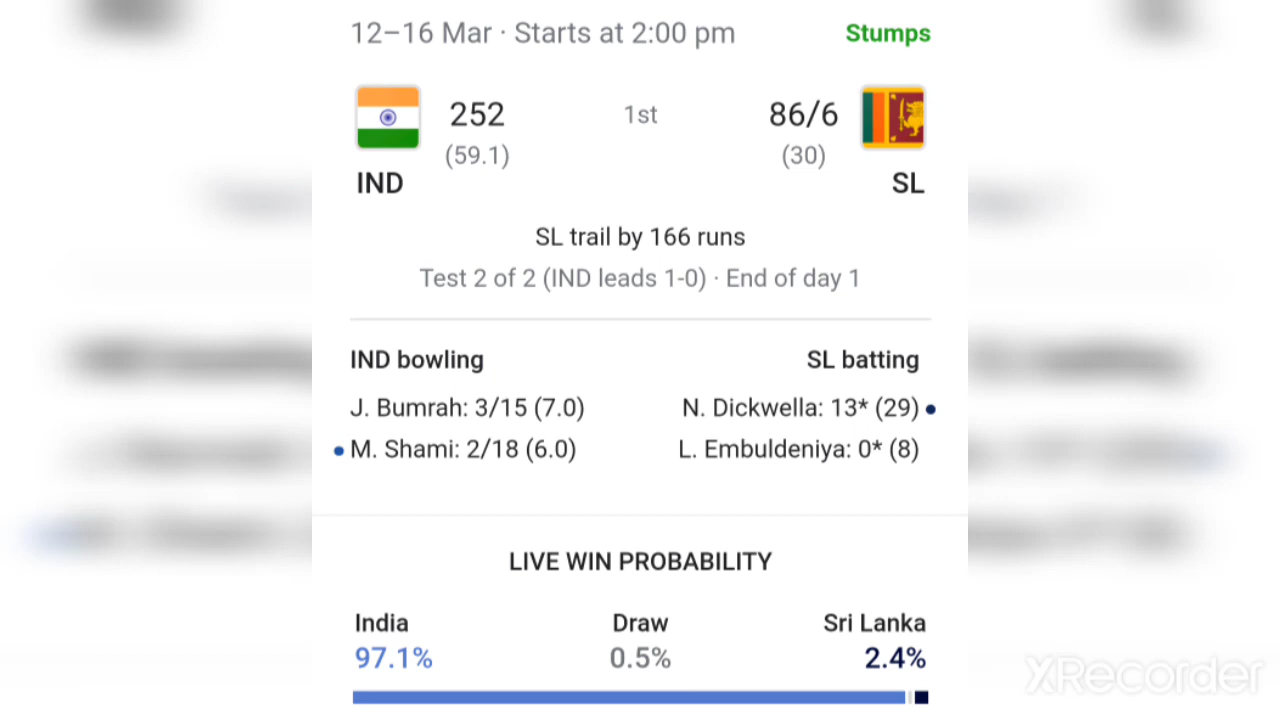 12–16 Mar · Starts at 2:00 pm Stumps
252 1st 86/6
(59.1) (30)
IND SL
SL trail by 166 runs
Test 2 of 2 (IND leads 1-0) · End of day 1
IND bowling SL batting
J. Bumrah: 3/15 (7.0) N. Dickwella: 13* (29)
M. Shami: 2/18 (6.0) L. Embuldeniya: 0* (8)
LIVE WIN PROBABILITY
India Draw Sri Lanka
97.1% 0.5% 2.4%
XRecorder